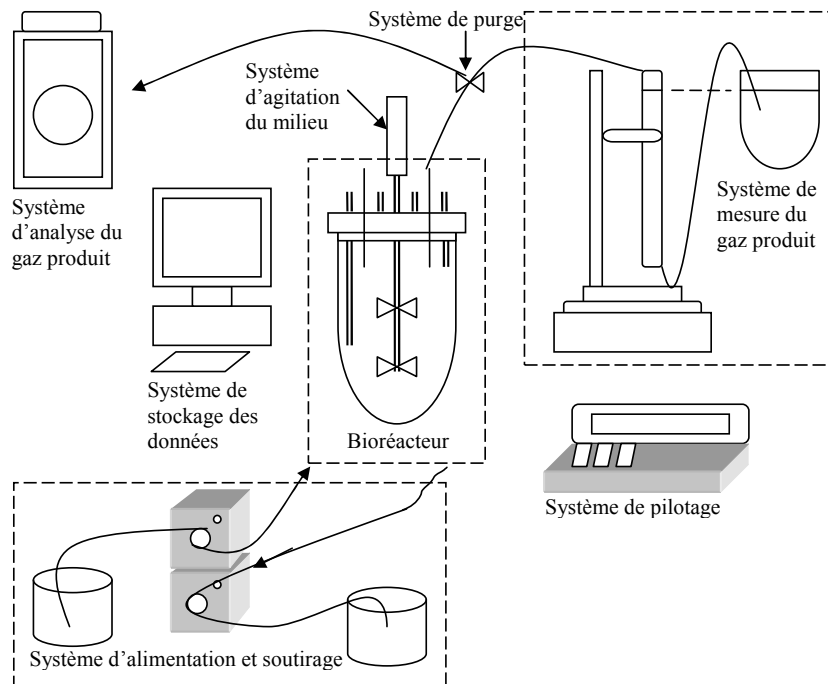 Système de purge
Système
d'agitation
du milieu
Système
d'analyse du
gaz produit
Système de
mesure du
gaz produit
Système de
stockage des
données
Bioréacteur
Système de pilotage
Système d'alimentation et soutirage